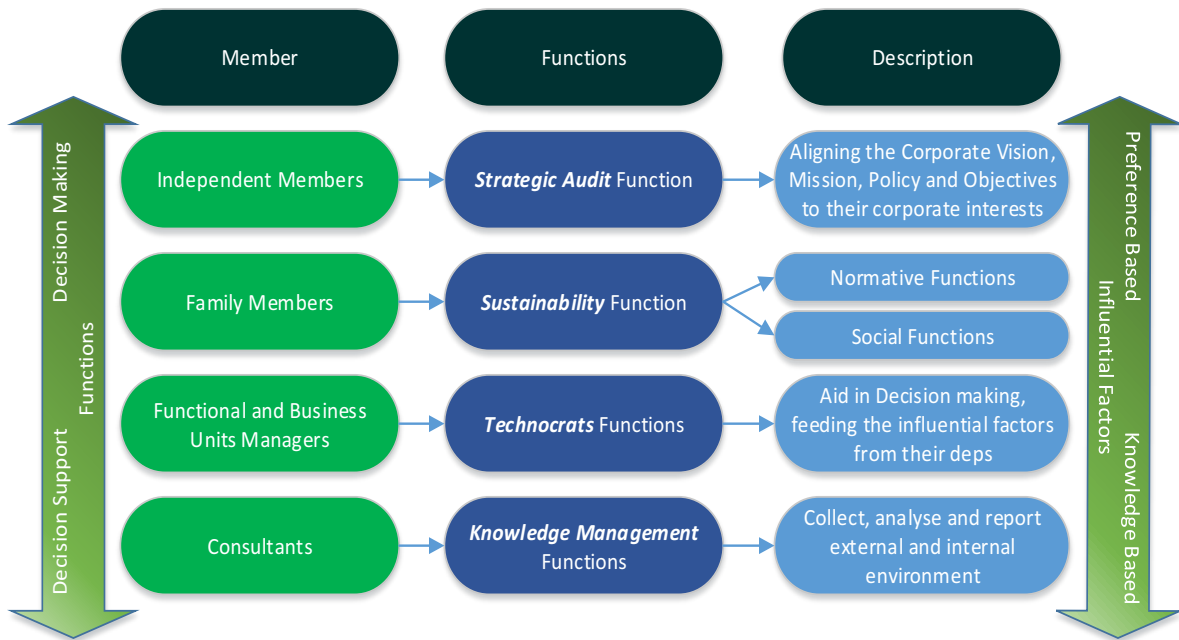 Member
Functions
Description
Independent Members
Strategic Audit Function
Aligning the Corporate Vision,
Mission, Policy and Objectives
to their corporate interests
Family Members
Sustainability Function
Normative Functions
Social Functions
Functional and Business
Units Managers
Technocrats Functions
Aid in Decision making,
feeding the influential factors
from their deps
Consultants
Knowledge Management
Functions
Collect, analyse and report
external and internal
environment
Decision Support
Decision Making
Functions
Preference Based
Knowledge Based
Influential Factors